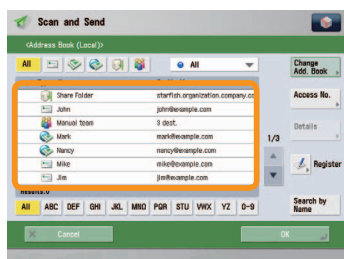 Scan and Send
<Address Book (Local)>
All
All
Change
Add. Book
Share Folder starfish.organization.company.co
Access No.
John john@example.com
Manual team 3 dest.
Details
Mark mark@example.com
1/3
Nancy nancy@example.com
Mike mike@example.com
Register
Jim jim@example.com
All ABC DEF GHI JKL MNO PQR STU VWX YZ 0-9
Search by
Name
Cancel
OK